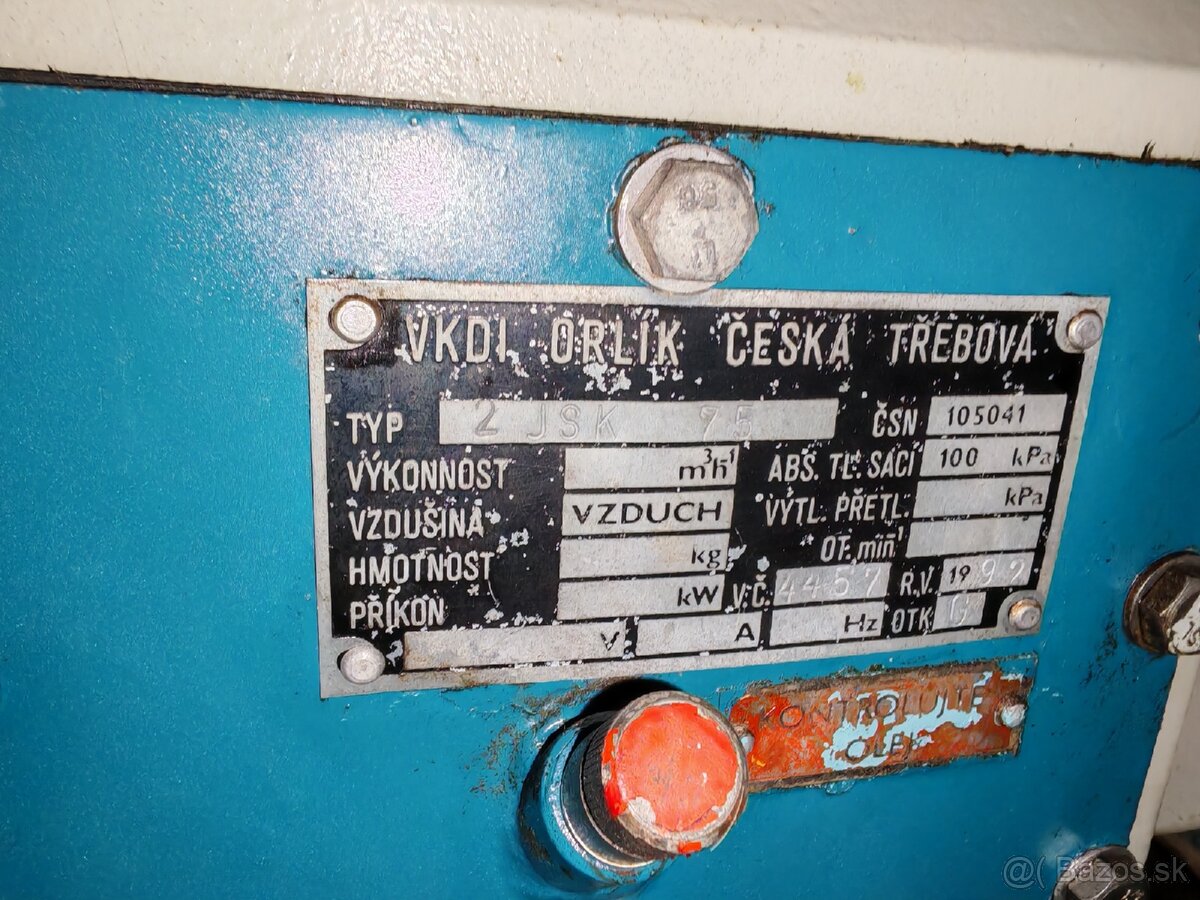 VKDI ORLÍK ČESKÁ TŘEBOVÁ
TYP 2 JSK 75 ČSN 105041
VÝKONNOST m³h⁻¹ ABS. TL. SACÍ 100 kPa
VZDUŠINA VZDUCH VÝTL. PŘETL. kPa
HMOTNOST kg OT. min⁻¹
PŘÍKON kW V.Č. 4457 R.V. 1992
V A Hz OTK
KONTROLUJTE
OLEJ
@( Bazos.sk